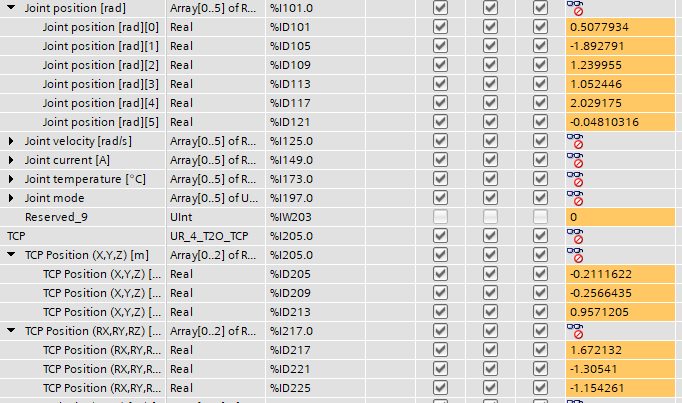 Joint position [rad] Array[0..5] of R... %I101.0
Joint position [rad][0] Real %ID101 0.5077934
Joint position [rad][1] Real %ID105 -1.892791
Joint position [rad][2] Real %ID109 1.239955
Joint position [rad][3] Real %ID113 1.052446
Joint position [rad][4] Real %ID117 2.029175
Joint position [rad][5] Real %ID121 -0.04810316
Joint velocity [rad/s] Array[0..5] of R... %I125.0
Joint current [A] Array[0..5] of R... %I149.0
Joint temperature [°C] Array[0..5] of R... %I173.0
Joint mode Array[0..5] of U... %I197.0
Reserved_9 UInt %IW203 0
TCP UR_4_T2O_TCP %I205.0
TCP Position (X,Y,Z) [m] Array[0..2] of R... %I205.0
TCP Position (X,Y,Z) [... Real %ID205 -0.2111622
TCP Position (X,Y,Z) [... Real %ID209 -0.2566435
TCP Position (X,Y,Z) [... Real %ID213 0.9571205
TCP Position (RX,RY,RZ) [... Array[0..2] of R... %I217.0
TCP Position (RX,RY,R... Real %ID217 1.672132
TCP Position (RX,RY,R... Real %ID221 -1.30541
TCP Position (RX,RY,R... Real %ID225 -1.154261